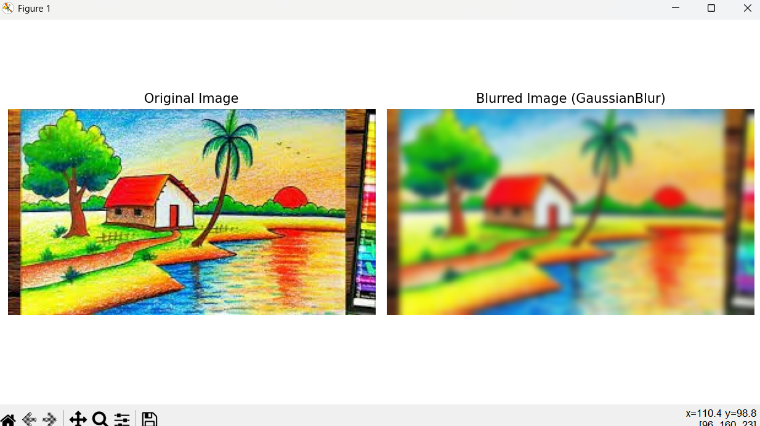 Figure 1
Original Image
Blurred Image (GaussianBlur)
x=110.4 y=98.8
[96, 160, 23]